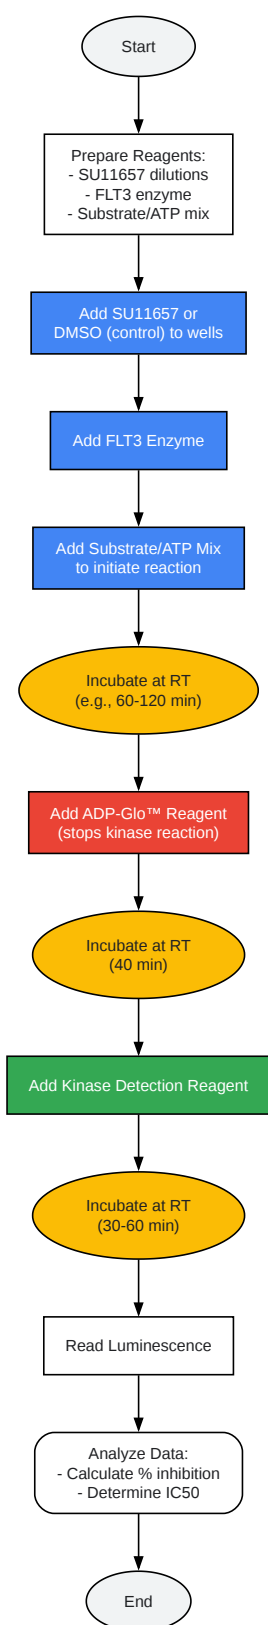 Start
Prepare Reagents:
- SU11657 dilutions
- FLT3 enzyme
- Substrate/ATP mix
Add SU11657 or
DMSO (control) to wells
Add FLT3 Enzyme
Add Substrate/ATP Mix
to initiate reaction
Incubate at RT
(e.g., 60-120 min)
Add ADP-Glo™ Reagent
(stops kinase reaction)
Incubate at RT
(40 min)
Add Kinase Detection Reagent
Incubate at RT
(30-60 min)
Read Luminescence
Analyze Data:
- Calculate % inhibition
- Determine IC50
End